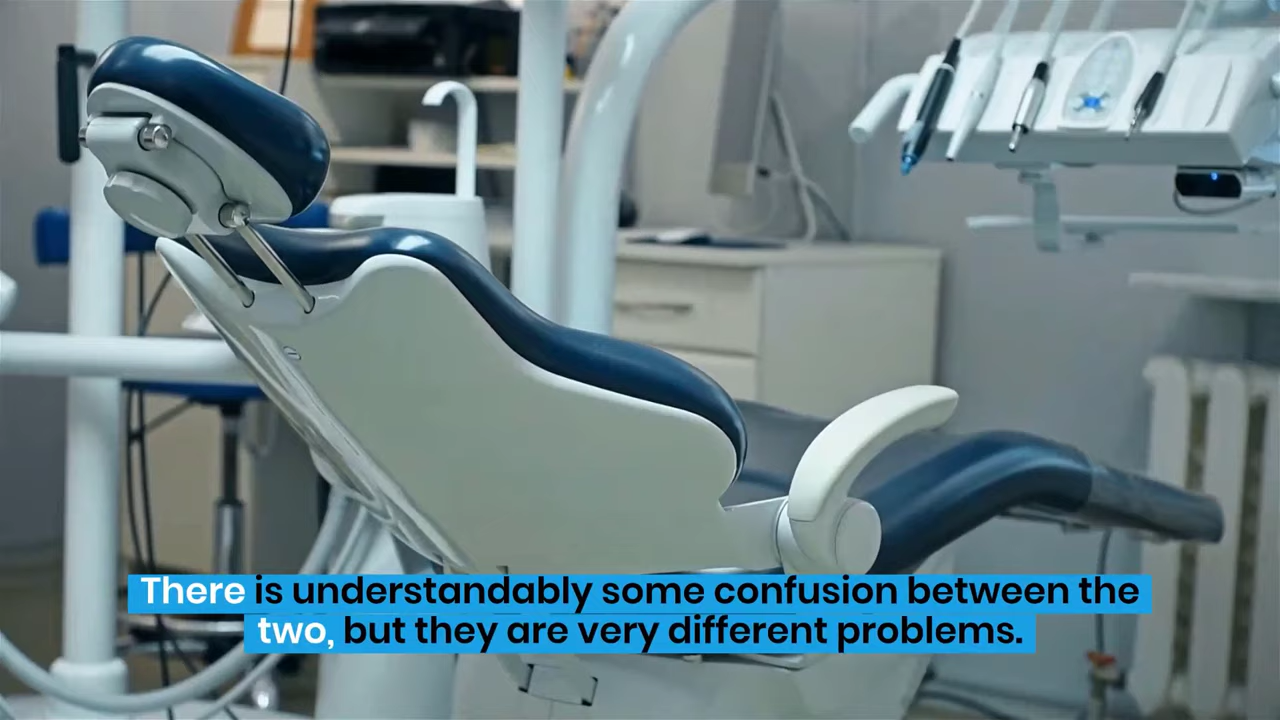 There is understandably some confusion between the
two, but they are very different problems.